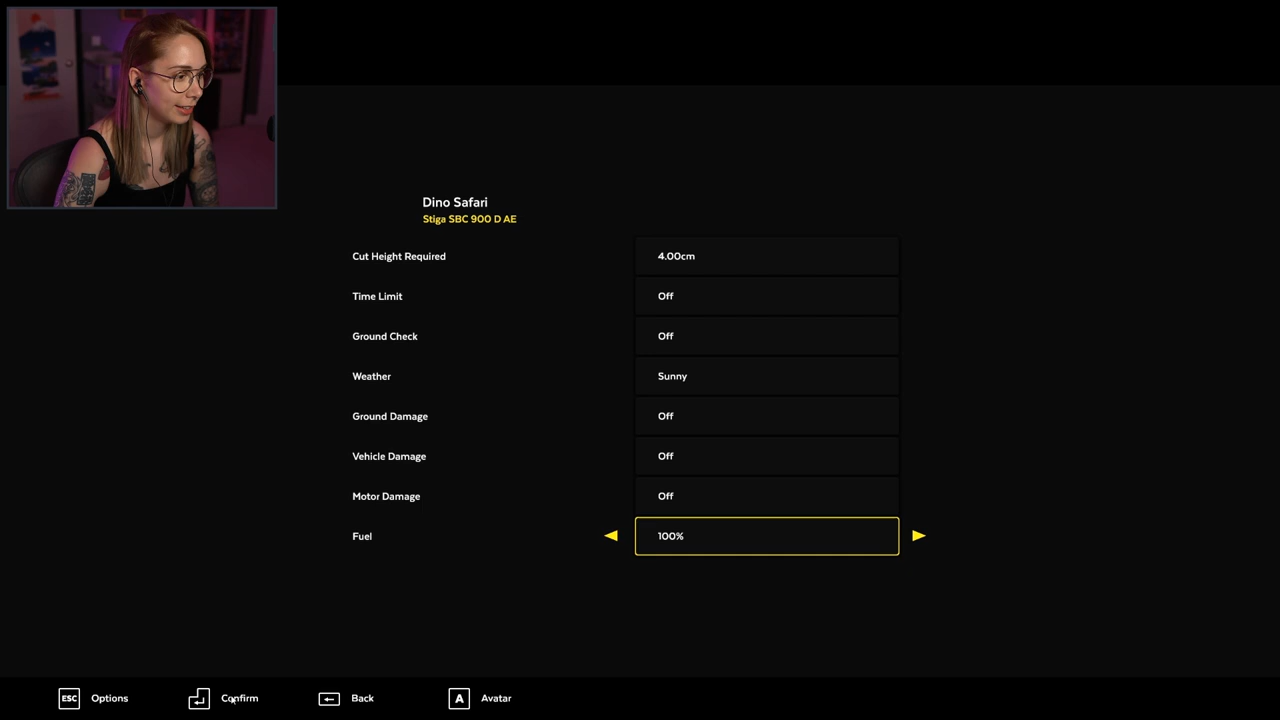 Dino Safari
Stiga SBC 900 D AE
Cut Height Required 4.00cm
Time Limit Off
Ground Check Off
Weather Sunny
Ground Damage Off
Vehicle Damage Off
Motor Damage Off
Fuel 100%
ESC Options Confirm Back A Avatar